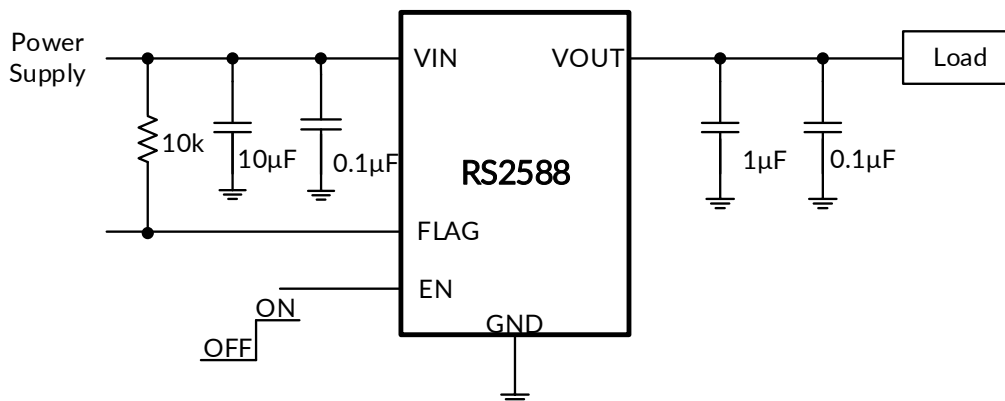 Power
Supply
VIN
VOUT
Load
10k
10µF
0.1µF
RS2588
1µF
0.1µF
FLAG
EN
ON
OFF
GND